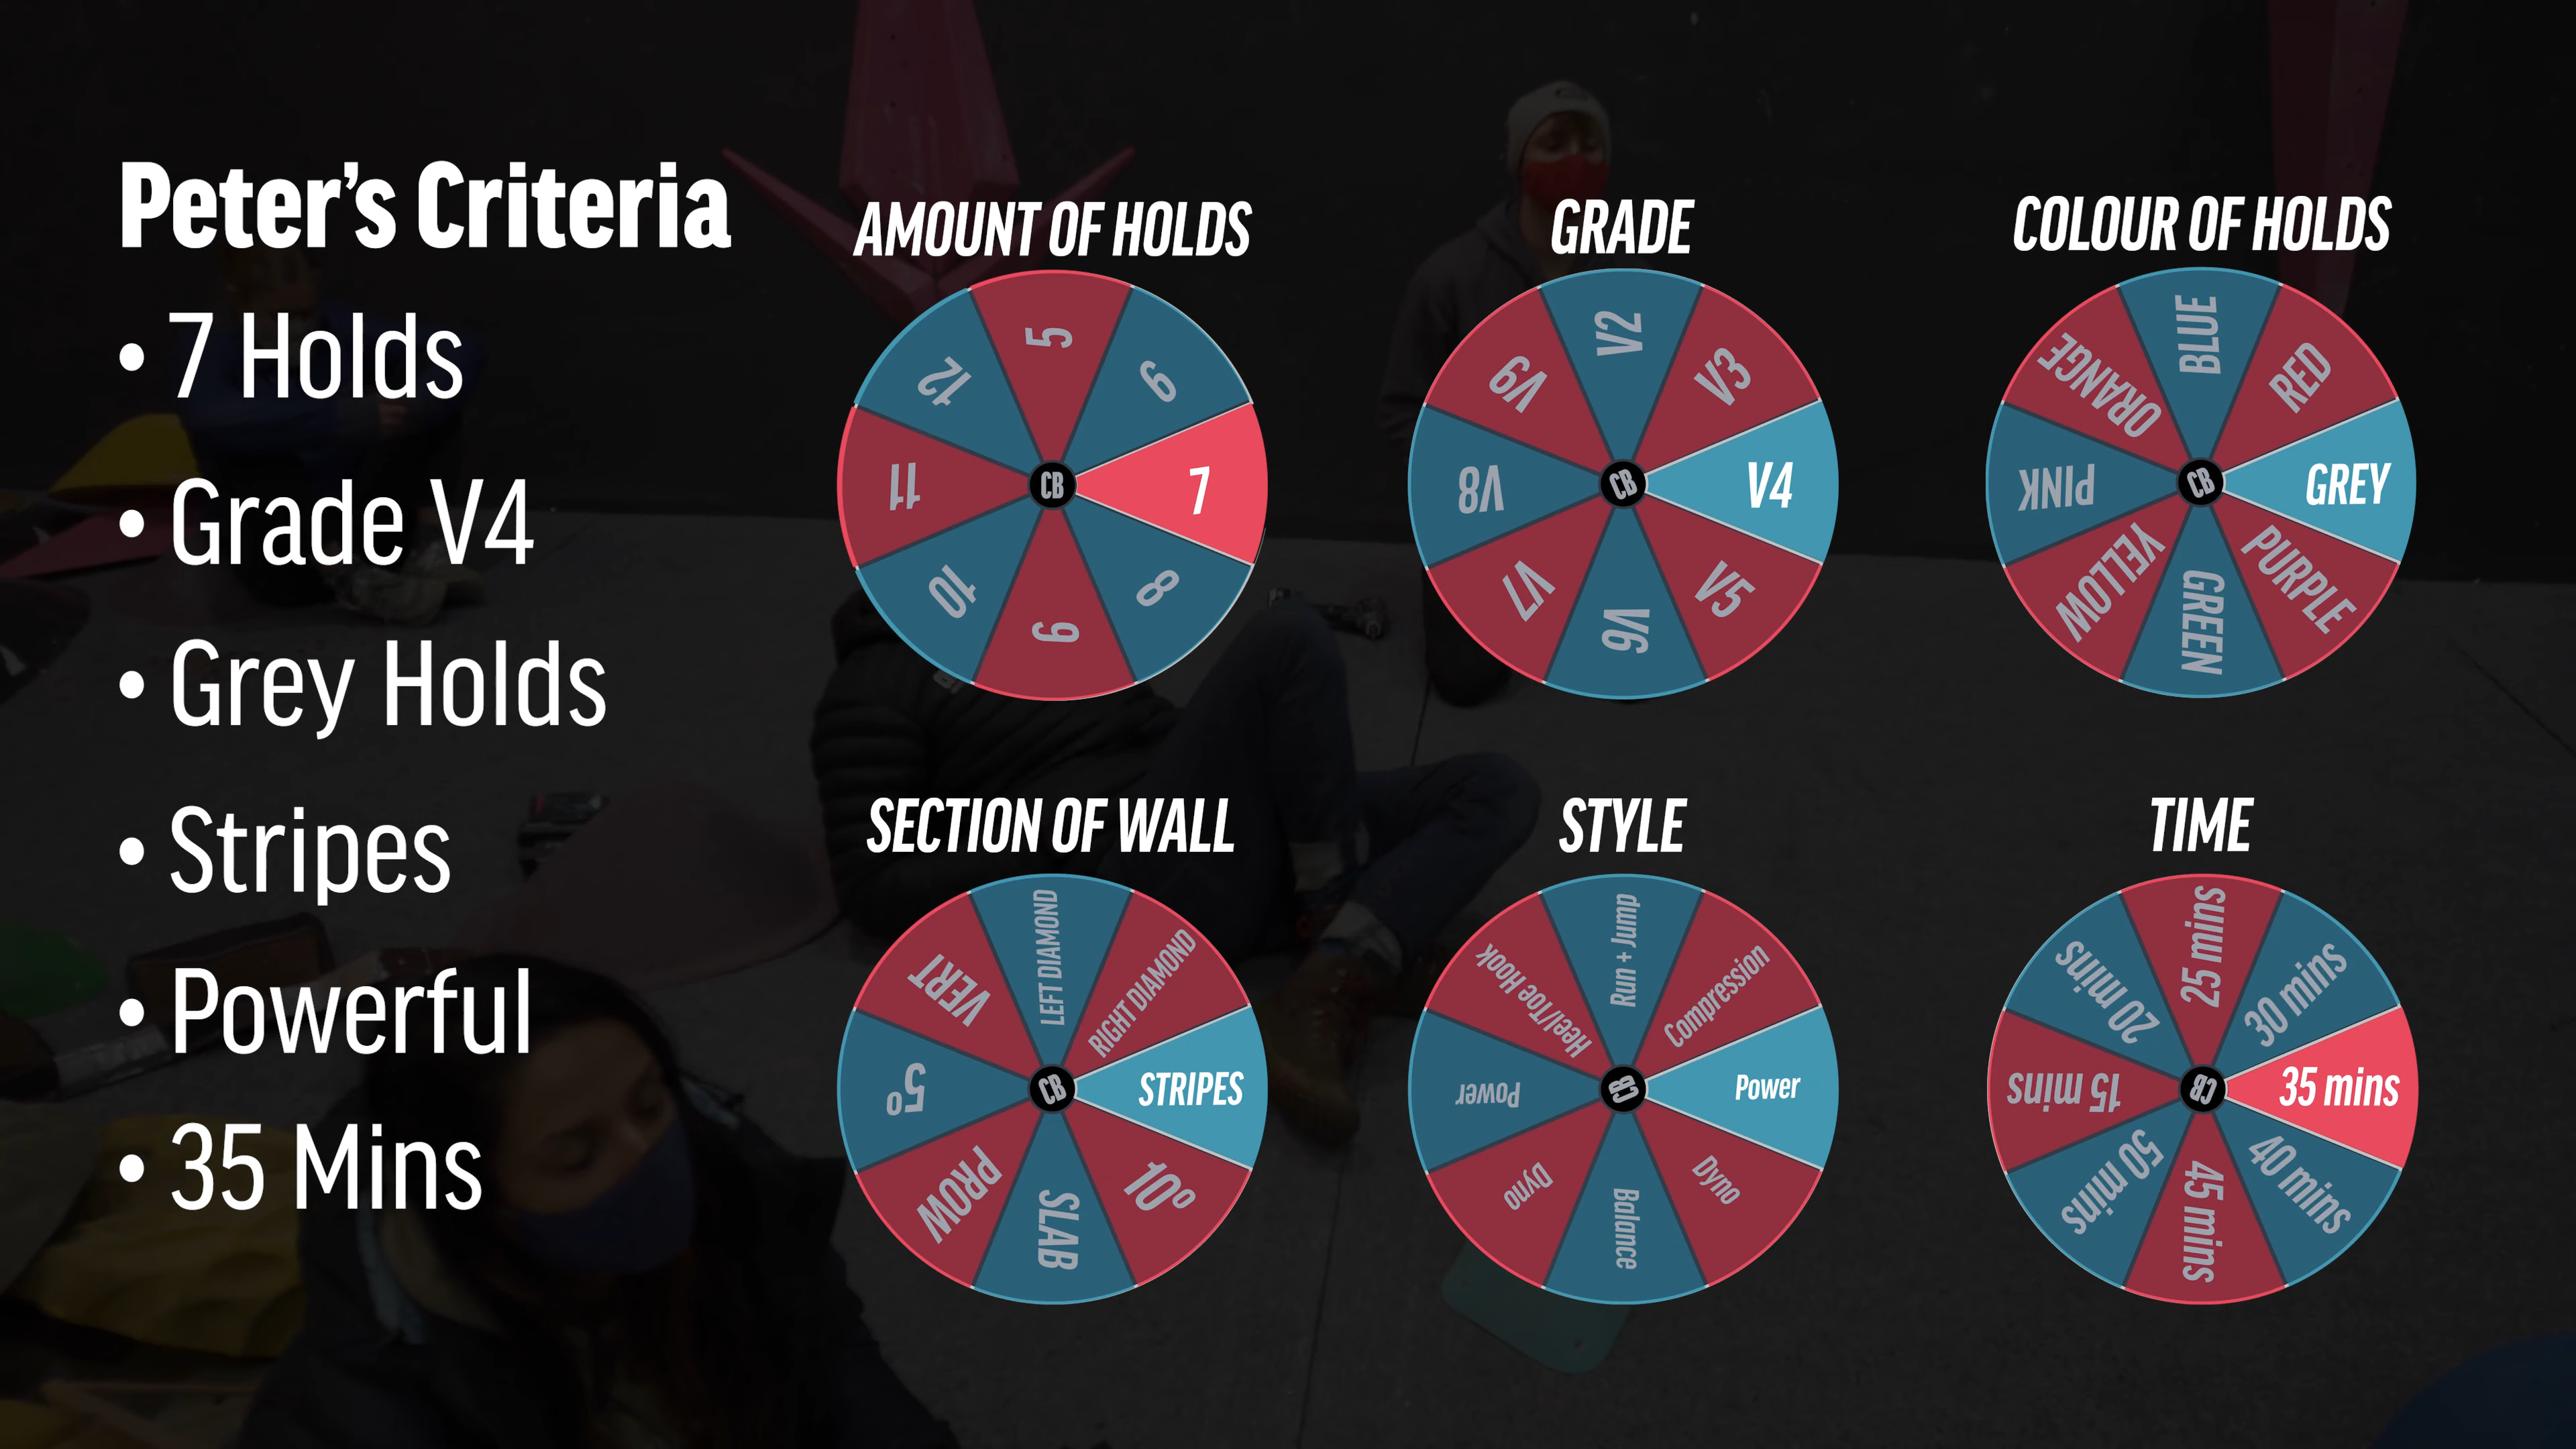 Peter's Criteria
• 7 Holds
• Grade V4
• Grey Holds
• Stripes
• Powerful
• 35 Mins
AMOUNT OF HOLDS
5
6
7
8
9
10
11
12
CB
GRADE
V2
V3
V4
V5
V6
V7
V8
V9
CB
COLOUR OF HOLDS
BLUE
RED
GREY
PURPLE
GREEN
YELLOW
PINK
ORANGE
CB
SECTION OF WALL
LEFT DIAMOND
RIGHT DIAMOND
STRIPES
10°
SLAB
PROW
5°
VERT
CB
STYLE
Run + Jump
Compression
Power
Dyno
Balance
Dyno
Power
Heel/Toe Hook
CB
TIME
25 mins
30 mins
35 mins
40 mins
45 mins
50 mins
15 mins
20 mins
CB